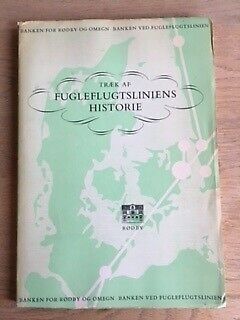 BANKEN FOR RØDBY OG OMEGN BANKEN VED FUGLEFLUGTSLINIEN
TRÆK AF
FUGLEFLUGTSLINIENS
HISTORIE
RØDBY
BANKEN FOR RØDBY OG OMEGN BANKEN VED FUGLEFLUGTSLINIEN